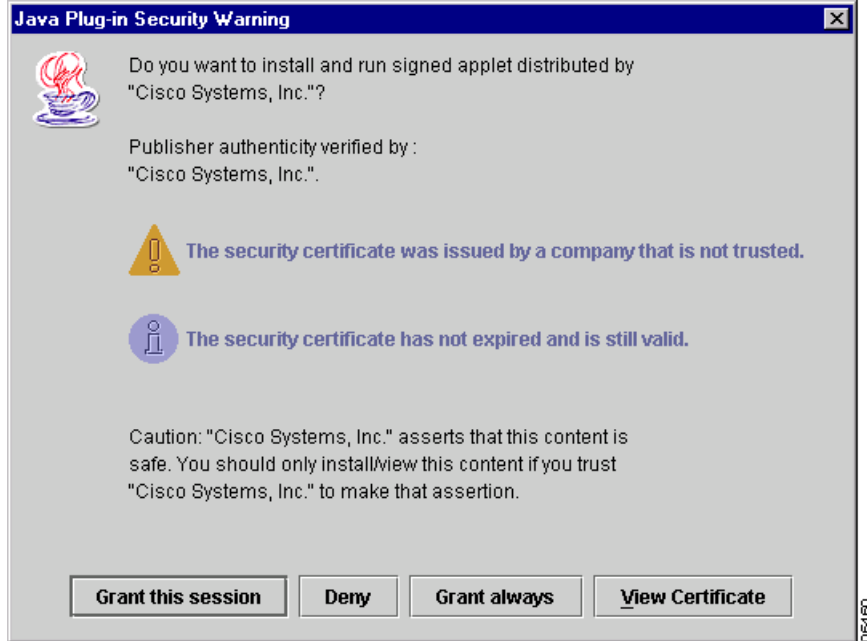 Java Plug-in Security Warning
Do you want to install and run signed applet distributed by
"Cisco Systems, Inc."?
Publisher authenticity verified by :
"Cisco Systems, Inc.".
The security certificate was issued by a company that is not trusted.
The security certificate has not expired and is still valid.
Caution: "Cisco Systems, Inc." asserts that this content is
safe. You should only install/view this content if you trust
"Cisco Systems, Inc." to make that assertion.
Grant this session
Deny
Grant always
View Certificate